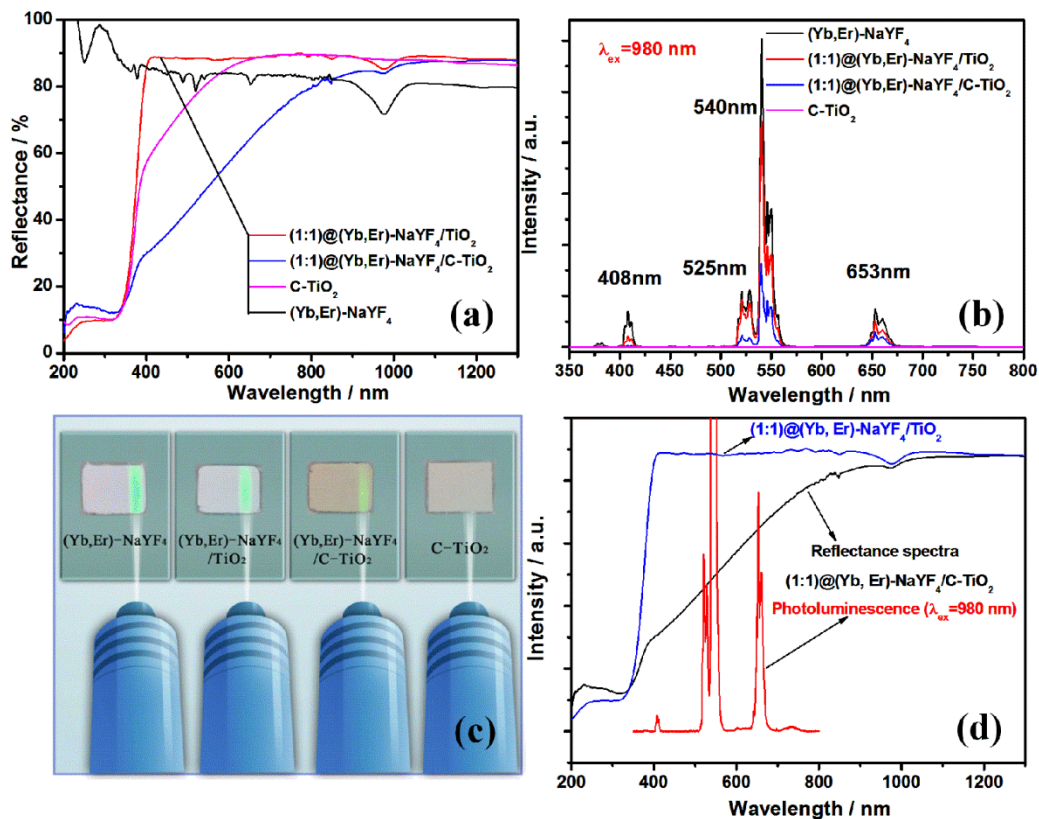 (a)
Reflectance / %
100
90
80
60
40
20
10
0
(1:1)@(Yb,Er)-NaYF₄/TiO₂
(1:1)@(Yb,Er)-NaYF₄/C-TiO₂
C-TiO₂
(Yb,Er)-NaYF₄
200 400 600 800 1000 1200
Wavelength / nm
(b)
Intensity / a.u.
λex=980 nm
(Yb,Er)-NaYF₄
(1:1)@(Yb,Er)-NaYF₄/TiO₂
(1:1)@(Yb,Er)-NaYF₄/C-TiO₂
C-TiO₂
540nm
408nm
525nm
653nm
350 400 450 500 550 600 650 700 750 800
Wavelength / nm
(Yb,Er)-NaYF₄
(Yb,Er)-NaYF₄
/TiO₂
(Yb,Er)-NaYF₄
/C-TiO₂
C-TiO₂
(c)
Intensity / a.u.
(1:1)@(Yb, Er)-NaYF₄/TiO₂
Reflectance spectra
(1:1)@(Yb, Er)-NaYF₄/C-TiO₂
Photoluminescence (λex=980 nm)
(d)
200 400 600 800 1000 1200
Wavelength / nm